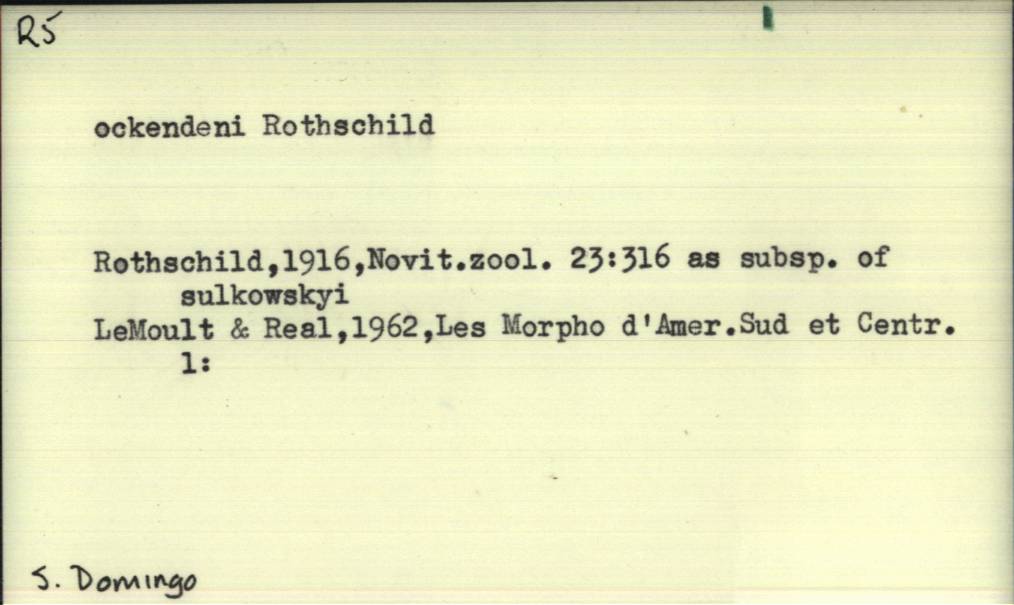 R5
ockendeni Rothschild
Rothschild,1916,Novit.zool. 23:316 as subsp. of
sulkowskyi
LeMoult & Real,1962,Les Morpho d'Amer.Sud et Centr.
1:
S. Domingo